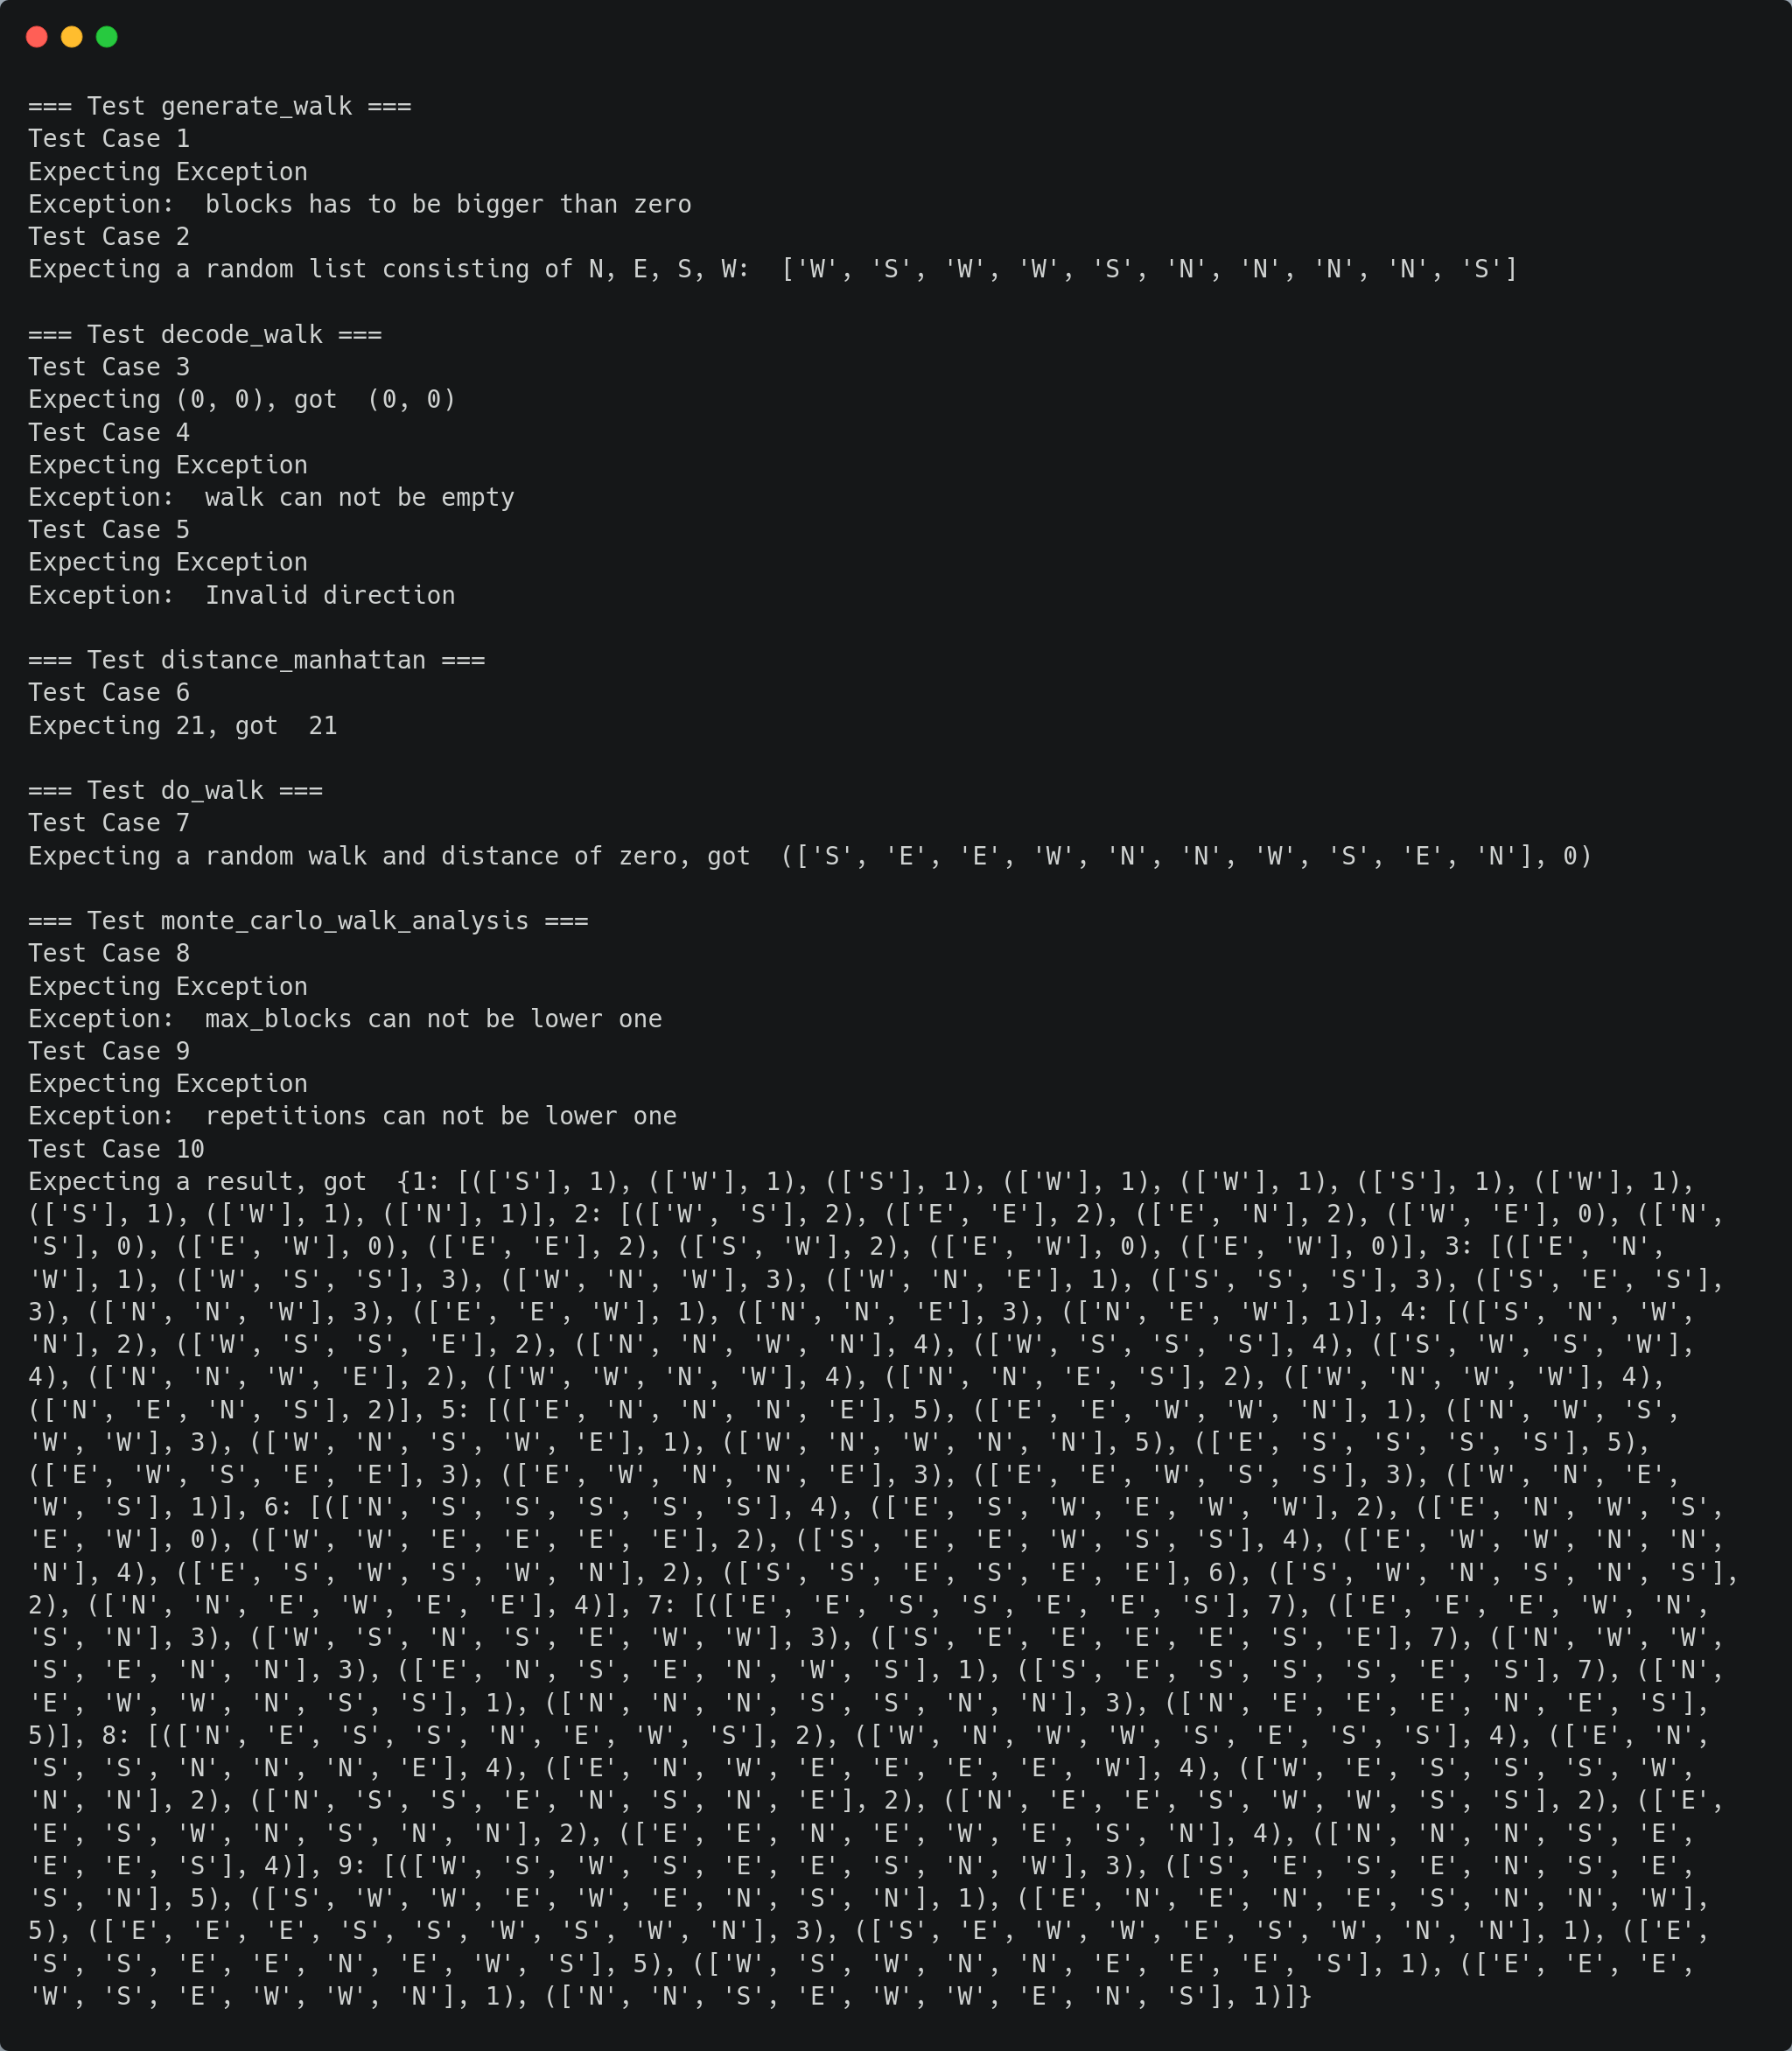 === Test generate_walk ===
Test Case 1
Expecting Exception
Exception:  blocks has to be bigger than zero
Test Case 2
Expecting a random list consisting of N, E, S, W:  ['W', 'S', 'W', 'W', 'S', 'N', 'N', 'N', 'N', 'S']

=== Test decode_walk ===
Test Case 3
Expecting (0, 0), got  (0, 0)
Test Case 4
Expecting Exception
Exception:  walk can not be empty
Test Case 5
Expecting Exception
Exception:  Invalid direction

=== Test distance_manhattan ===
Test Case 6
Expecting 21, got  21

=== Test do_walk ===
Test Case 7
Expecting a random walk and distance of zero, got  (['S', 'E', 'E', 'W', 'N', 'N', 'W', 'S', 'E', 'N'], 0)

=== Test monte_carlo_walk_analysis ===
Test Case 8
Expecting Exception
Exception:  max_blocks can not be lower one
Test Case 9
Expecting Exception
Exception:  repetitions can not be lower one
Test Case 10
Expecting a result, got  {1: [(['S'], 1), (['W'], 1), (['S'], 1), (['W'], 1), (['W'], 1), (['S'], 1), (['W'], 1),
(['S'], 1), (['W'], 1), (['N'], 1)], 2: [(['W', 'S'], 2), (['E', 'E'], 2), (['E', 'N'], 2), (['W', 'E'], 0), (['N',
'S'], 0), (['E', 'W'], 0), (['E', 'E'], 2), (['S', 'W'], 2), (['E', 'W'], 0), (['E', 'W'], 0)], 3: [(['E', 'N',
'W'], 1), (['W', 'S', 'S'], 3), (['W', 'N', 'W'], 3), (['W', 'N', 'E'], 1), (['S', 'S', 'S'], 3), (['S', 'E', 'S'],
3), (['N', 'N', 'W'], 3), (['E', 'E', 'W'], 1), (['N', 'N', 'E'], 3), (['N', 'E', 'W'], 1)], 4: [(['S', 'N', 'W',
'N'], 2), (['W', 'S', 'S', 'E'], 2), (['N', 'N', 'W', 'N'], 4), (['W', 'S', 'S', 'S'], 4), (['S', 'W', 'S', 'W'],
4), (['N', 'N', 'W', 'E'], 2), (['W', 'W', 'N', 'W'], 4), (['N', 'N', 'E', 'S'], 2), (['W', 'N', 'W', 'W'], 4),
(['N', 'E', 'N', 'S'], 2)], 5: [(['E', 'N', 'N', 'N', 'E'], 5), (['E', 'E', 'W', 'W', 'N'], 1), (['N', 'W', 'S',
'W', 'W'], 3), (['W', 'N', 'S', 'W', 'E'], 1), (['W', 'N', 'W', 'N', 'N'], 5), (['E', 'S', 'S', 'S', 'S'], 5),
(['E', 'W', 'S', 'E', 'E'], 3), (['E', 'W', 'N', 'N', 'E'], 3), (['E', 'E', 'W', 'S', 'S'], 3), (['W', 'N', 'E',
'W', 'S'], 1)], 6: [(['N', 'S', 'S', 'S', 'S', 'S'], 4), (['E', 'S', 'W', 'E', 'W', 'W'], 2), (['E', 'N', 'W', 'S',
'E', 'W'], 0), (['W', 'W', 'E', 'E', 'E', 'E'], 2), (['S', 'E', 'E', 'W', 'S', 'S'], 4), (['E', 'W', 'W', 'N', 'N',
'N'], 4), (['E', 'S', 'W', 'S', 'W', 'N'], 2), (['S', 'S', 'E', 'S', 'E', 'E'], 6), (['S', 'W', 'N', 'S', 'N', 'S'],
2), (['N', 'N', 'E', 'W', 'E', 'E'], 4)], 7: [(['E', 'E', 'S', 'S', 'E', 'E', 'S'], 7), (['E', 'E', 'E', 'W', 'N',
'S', 'N'], 3), (['W', 'S', 'N', 'S', 'E', 'W', 'W'], 3), (['S', 'E', 'E', 'E', 'E', 'S', 'E'], 7), (['N', 'W', 'W',
'S', 'E', 'N', 'N'], 3), (['E', 'N', 'S', 'E', 'N', 'W', 'S'], 1), (['S', 'E', 'S', 'S', 'S', 'E', 'S'], 7), (['N',
'E', 'W', 'W', 'N', 'S', 'S'], 1), (['N', 'N', 'N', 'S', 'S', 'N', 'N'], 3), (['N', 'E', 'E', 'E', 'N', 'E', 'S'],
5)], 8: [(['N', 'E', 'S', 'S', 'N', 'E', 'W', 'S'], 2), (['W', 'N', 'W', 'W', 'S', 'E', 'S', 'S'], 4), (['E', 'N',
'S', 'S', 'N', 'N', 'N', 'E'], 4), (['E', 'N', 'W', 'E', 'E', 'E', 'E', 'W'], 4), (['W', 'E', 'S', 'S', 'S', 'W',
'N', 'N'], 2), (['N', 'S', 'S', 'E', 'N', 'S', 'N', 'E'], 2), (['N', 'E', 'E', 'S', 'W', 'W', 'S', 'S'], 2), (['E',
'E', 'S', 'W', 'N', 'S', 'N', 'N'], 2), (['E', 'E', 'N', 'E', 'W', 'E', 'S', 'N'], 4), (['N', 'N', 'N', 'S', 'E',
'E', 'E', 'S'], 4)], 9: [(['W', 'S', 'W', 'S', 'E', 'E', 'S', 'N', 'W'], 3), (['S', 'E', 'S', 'E', 'N', 'S', 'E',
'S', 'N'], 5), (['S', 'W', 'W', 'E', 'W', 'E', 'N', 'S', 'N'], 1), (['E', 'N', 'E', 'N', 'E', 'S', 'N', 'N', 'W'],
5), (['E', 'E', 'E', 'S', 'S', 'W', 'S', 'W', 'N'], 3), (['S', 'E', 'W', 'W', 'E', 'S', 'W', 'N', 'N'], 1), (['E',
'S', 'S', 'E', 'E', 'N', 'E', 'W', 'S'], 5), (['W', 'S', 'W', 'N', 'N', 'E', 'E', 'E', 'S'], 1), (['E', 'E', 'E',
'W', 'S', 'E', 'W', 'W', 'N'], 1), (['N', 'N', 'S', 'E', 'W', 'W', 'E', 'N', 'S'], 1)]}